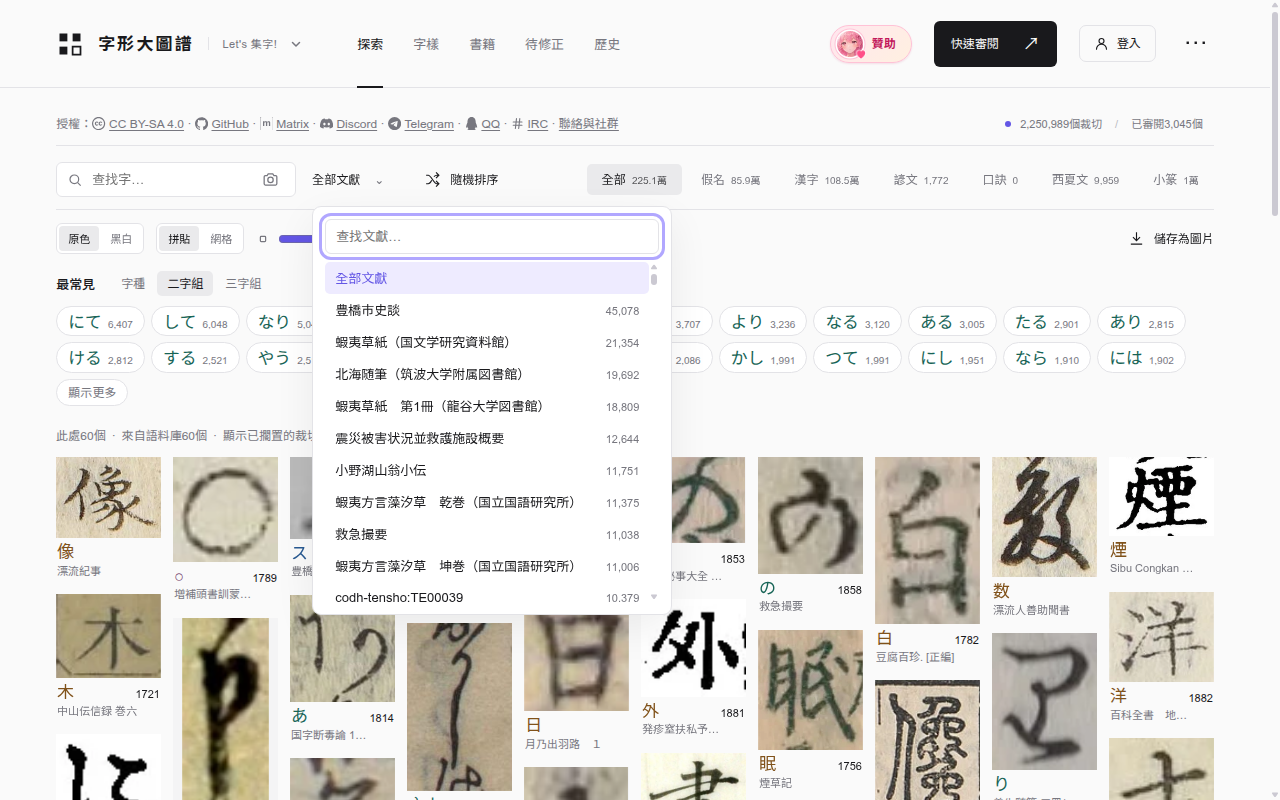 字形大圖譜
Let's 集字!
探索 字樣 書籍 待修正 歷史
贊助
快速審閱
登入
授權：CC BY-SA 4.0 · GitHub · Matrix · Discord · Telegram · QQ · IRC · 聯絡與社群
2,250,989個裁切 / 已審閱3,045個
查找字…
全部文獻
隨機排序
全部 225.1萬 假名 85.9萬 漢字 108.5萬 諺文 1,772 口訣 0 西夏文 9,959 小篆 1萬
原色 黑白 拼貼 網格
儲存為圖片
查找文獻…
全部文獻
豊橋市史談 45,078
蝦夷草紙（国文学研究資料館） 21,354
北海随筆（筑波大学附属図書館） 19,692
蝦夷草紙　第1冊（龍谷大学図書館） 18,809
震災被害状況並救護施設概要 12,644
小野湖山翁小伝 11,751
蝦夷方言藻汐草　乾巻（国立国語研究所） 11,375
救急撮要 11,038
蝦夷方言藻汐草　坤巻（国立国語研究所） 11,006
codh-tensho:TE00039 10,379
最常見 字種 二字組 三字組
にて 6,407 して 6,048 なり 3,707 より 3,236 なる 3,120 ある 3,005 たる 2,901 あり 2,815
ける 2,812 する 2,521 やう 2,086 かし 1,991 つて 1,991 にし 1,951 なら 1,910 には 1,902
顯示更多
此處60個 · 來自語料庫60個 · 顯示已擱置的裁切
像
漂流紀事
○ 1789
増補頭書訓蒙…
ス
豊橋
1853
事大全 …
の 1858
救急撮要
白 1782
豆腐百珍. [正編]
数
漂流人善助聞書
煙
Sibu Congkan …
木 1721
中山伝信録 巻六
あ 1814
国字断毒論 1…
日
月乃出羽路　1
外 1881
発疹窒扶私予…
眠 1756
煙草記
り
洋 1882
百科全書　地…